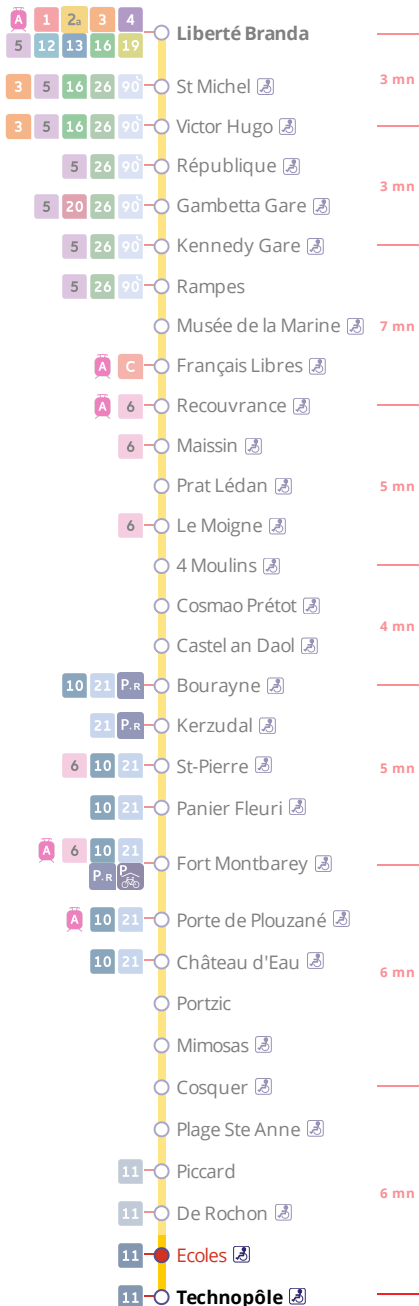 A 1 2a 3 4
5 12 13 16 19 Liberté Branda
3 mn
3 5 16 26 90 St Michel
3 5 16 26 90 Victor Hugo
5 26 90 République
3 mn
5 20 26 90 Gambetta Gare
5 26 90 Kennedy Gare
5 26 90 Rampes
Musée de la Marine 7 mn
A C Français Libres
A 6 Recouvrance
6 Maissin
Prat Lédan 5 mn
6 Le Moigne
4 Moulins
Cosmao Prétot
4 mn
Castel an Daol
10 21 P.R Bourayne
21 P.R Kerzudal
6 10 21 St-Pierre 5 mn
10 21 Panier Fleuri
A 6 10 21
P.R P Fort Montbarey
A 10 21 Porte de Plouzané
10 21 Château d'Eau
6 mn
Portzic
Mimosas
Cosquer
Plage Ste Anne
11 Piccard
6 mn
11 De Rochon
11 Ecoles
11 Technopôle